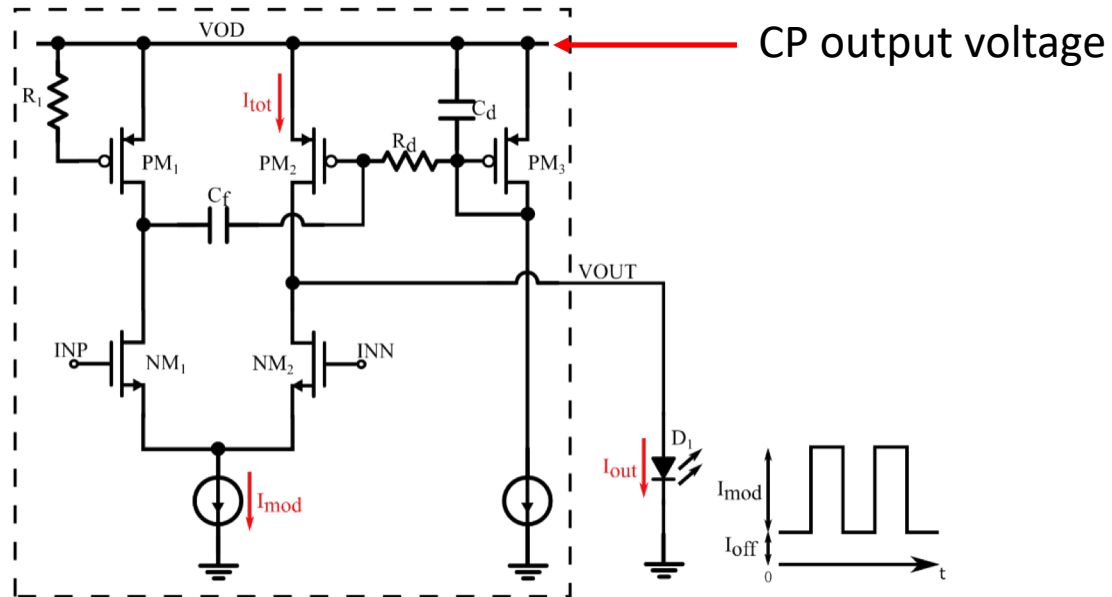 VOD
CP output voltage
R1
Itot
Cd
Rd
PM1
PM2
PM3
Cf
VOUT
INP
NM1
NM2
INN
D1
Imod
Iout
Imod
Ioff
0
t